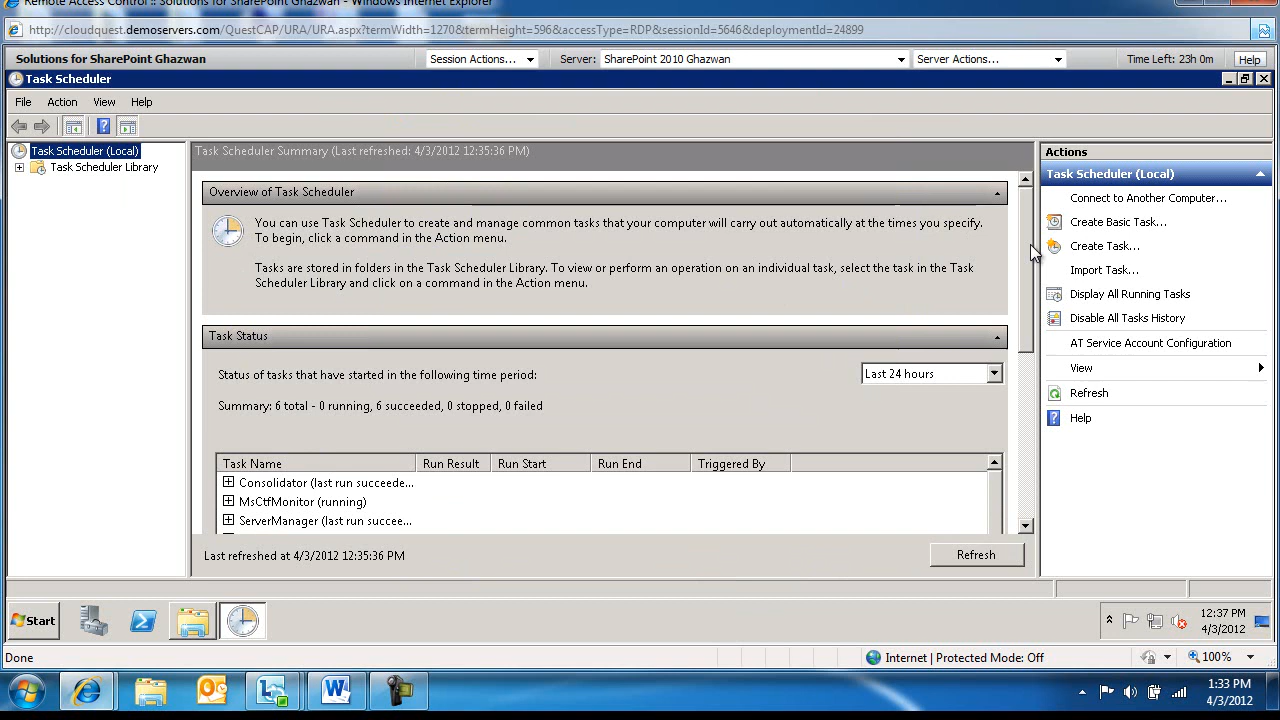 Remote Access Control :: Solutions for SharePoint Ghazwan - Windows Internet Explorer
http://cloudquest.demoservers.com/QuestCAP/URA/URA.aspx?termWidth=1270&termHeight=596&accessType=RDP&sessionId=5646&deploymentId=24899
Solutions for SharePoint Ghazwan
Session Actions...
Server:
SharePoint 2010 Ghazwan
Server Actions...
Time Left: 23h 0m
Help
Task Scheduler
File
Action
View
Help
Task Scheduler (Local)
Task Scheduler Library
Task Scheduler Summary (Last refreshed: 4/3/2012 12:35:36 PM)
Overview of Task Scheduler
You can use Task Scheduler to create and manage common tasks that your computer will carry out automatically at the times you specify.
To begin, click a command in the Action menu.
Tasks are stored in folders in the Task Scheduler Library. To view or perform an operation on an individual task, select the task in the Task
Scheduler Library and click on a command in the Action menu.
Task Status
Status of tasks that have started in the following time period:
Last 24 hours
Summary: 6 total - 0 running, 6 succeeded, 0 stopped, 0 failed
Task Name
Run Result
Run Start
Run End
Triggered By
Consolidator (last run succeede...
MsCtfMonitor (running)
ServerManager (last run succee...
Last refreshed at 4/3/2012 12:35:36 PM
Refresh
Actions
Task Scheduler (Local)
Connect to Another Computer...
Create Basic Task...
Create Task...
Import Task...
Display All Running Tasks
Disable All Tasks History
AT Service Account Configuration
View
Refresh
Help
Start
12:37 PM
4/3/2012
Done
Internet | Protected Mode: Off
100%
1:33 PM
4/3/2012